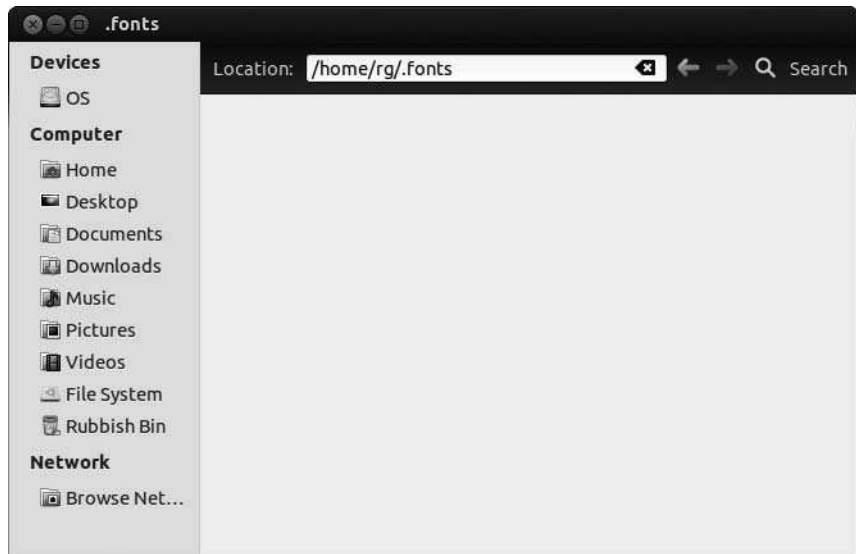 .fonts
Devices
OS
Computer
Home
Desktop
Documents
Downloads
Music
Pictures
Videos
File System
Rubbish Bin
Network
Browse Net...
Location: /home/rg/.fonts Search